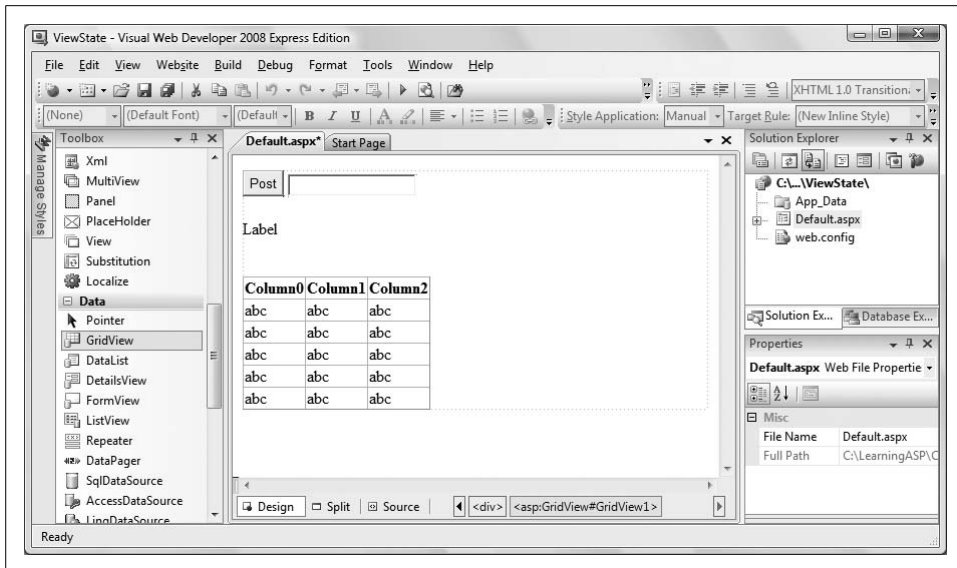 ViewState - Visual Web Developer 2008 Express Edition
File Edit View Website Build Debug Format Tools Window Help
XHTML 1.0 Transition:
(None) (Default Font) (Default B I U A Style Application: Manual Target Rule: (New Inline Style)
Manage Styles
Toolbox
Xml
MultiView
Panel
PlaceHolder
View
Substitution
Localize
Data
Pointer
GridView
DataList
DetailsView
FormView
ListView
Repeater
DataPager
SqlDataSource
AccessDataSource
LinqDataSource
Default.aspx* Start Page
Post
Label
Column0 Column1 Column2
abc abc abc
abc abc abc
abc abc abc
abc abc abc
abc abc abc
Design Split Source <div> <asp:GridView#GridView1>
Solution Explorer
C:\...\ViewState\
App_Data
Default.aspx
web.config
Solution Ex... Database Ex...
Properties
Default.aspx Web File Propertie
Misc
File Name Default.aspx
Full Path C:\LearningASP\C
Ready